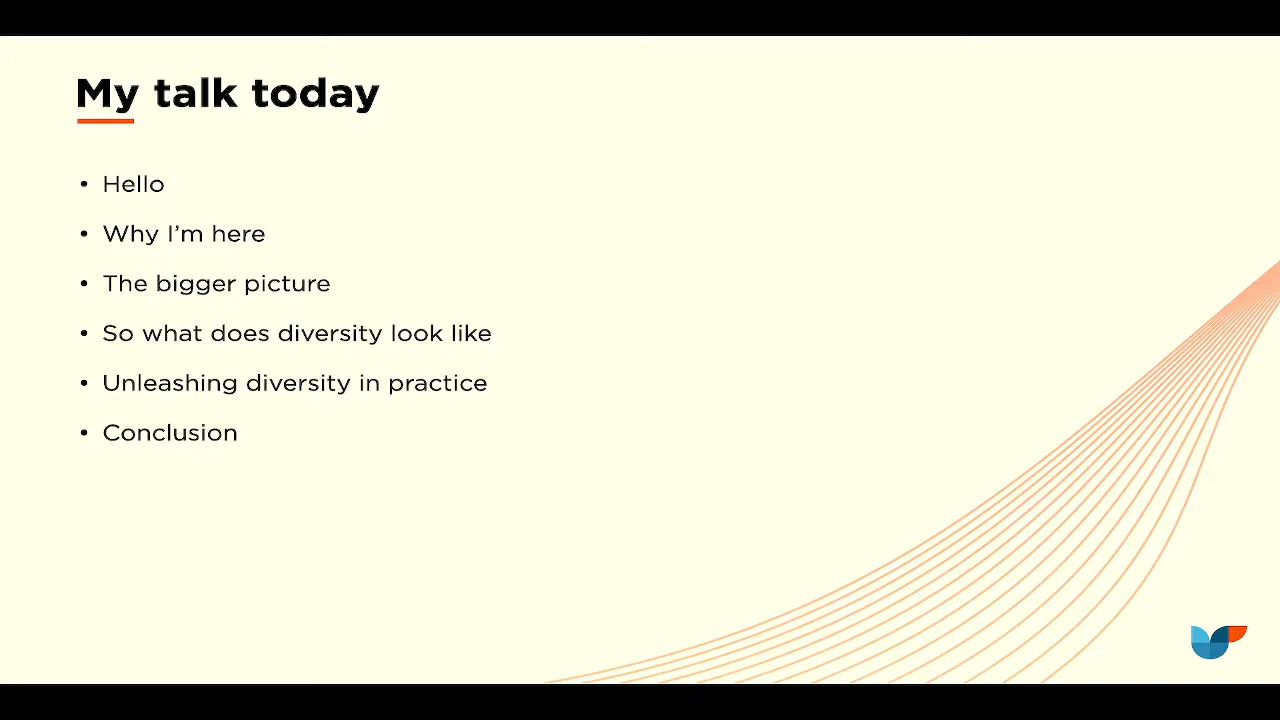 My talk today
• Hello
• Why I’m here
• The bigger picture
• So what does diversity look like
• Unleashing diversity in practice
• Conclusion